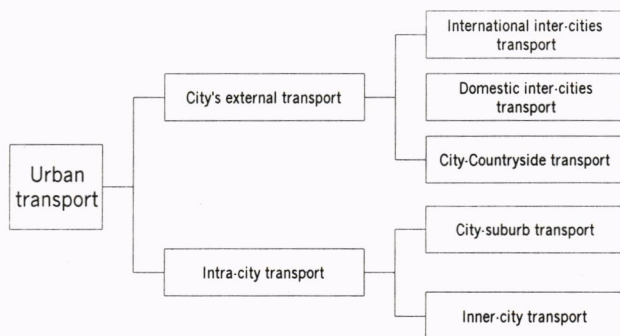 Urban
transport
City's external transport
International inter-cities
transport
Domestic inter-cities
transport
City-Countryside transport
Intra-city transport
City-suburb transport
Inner-city transport